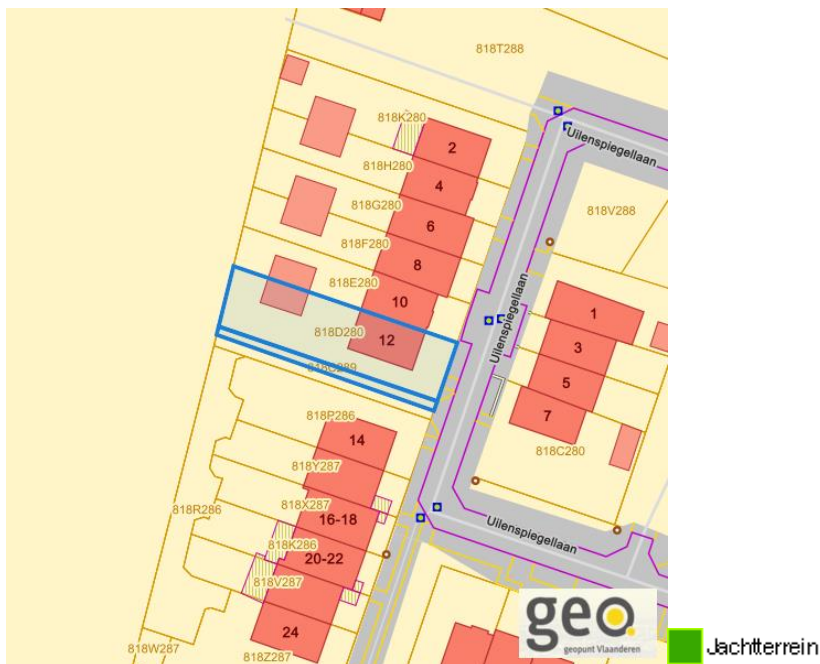 818T288
818K280
2
Uilenspiegellaan
818H280
4
818G280
6
818V288
818F280
8
818E280
10
1
818D280
12
Uilenspiegellaan
3
5
7
818P286
14
818C280
818Y287
818X287
818R286
16-18
Uilenspiegellaan
818K286
20-22
818V287
24
818W287
818Z287
geo.
geopunt Vlaanderen
Jachtterrein